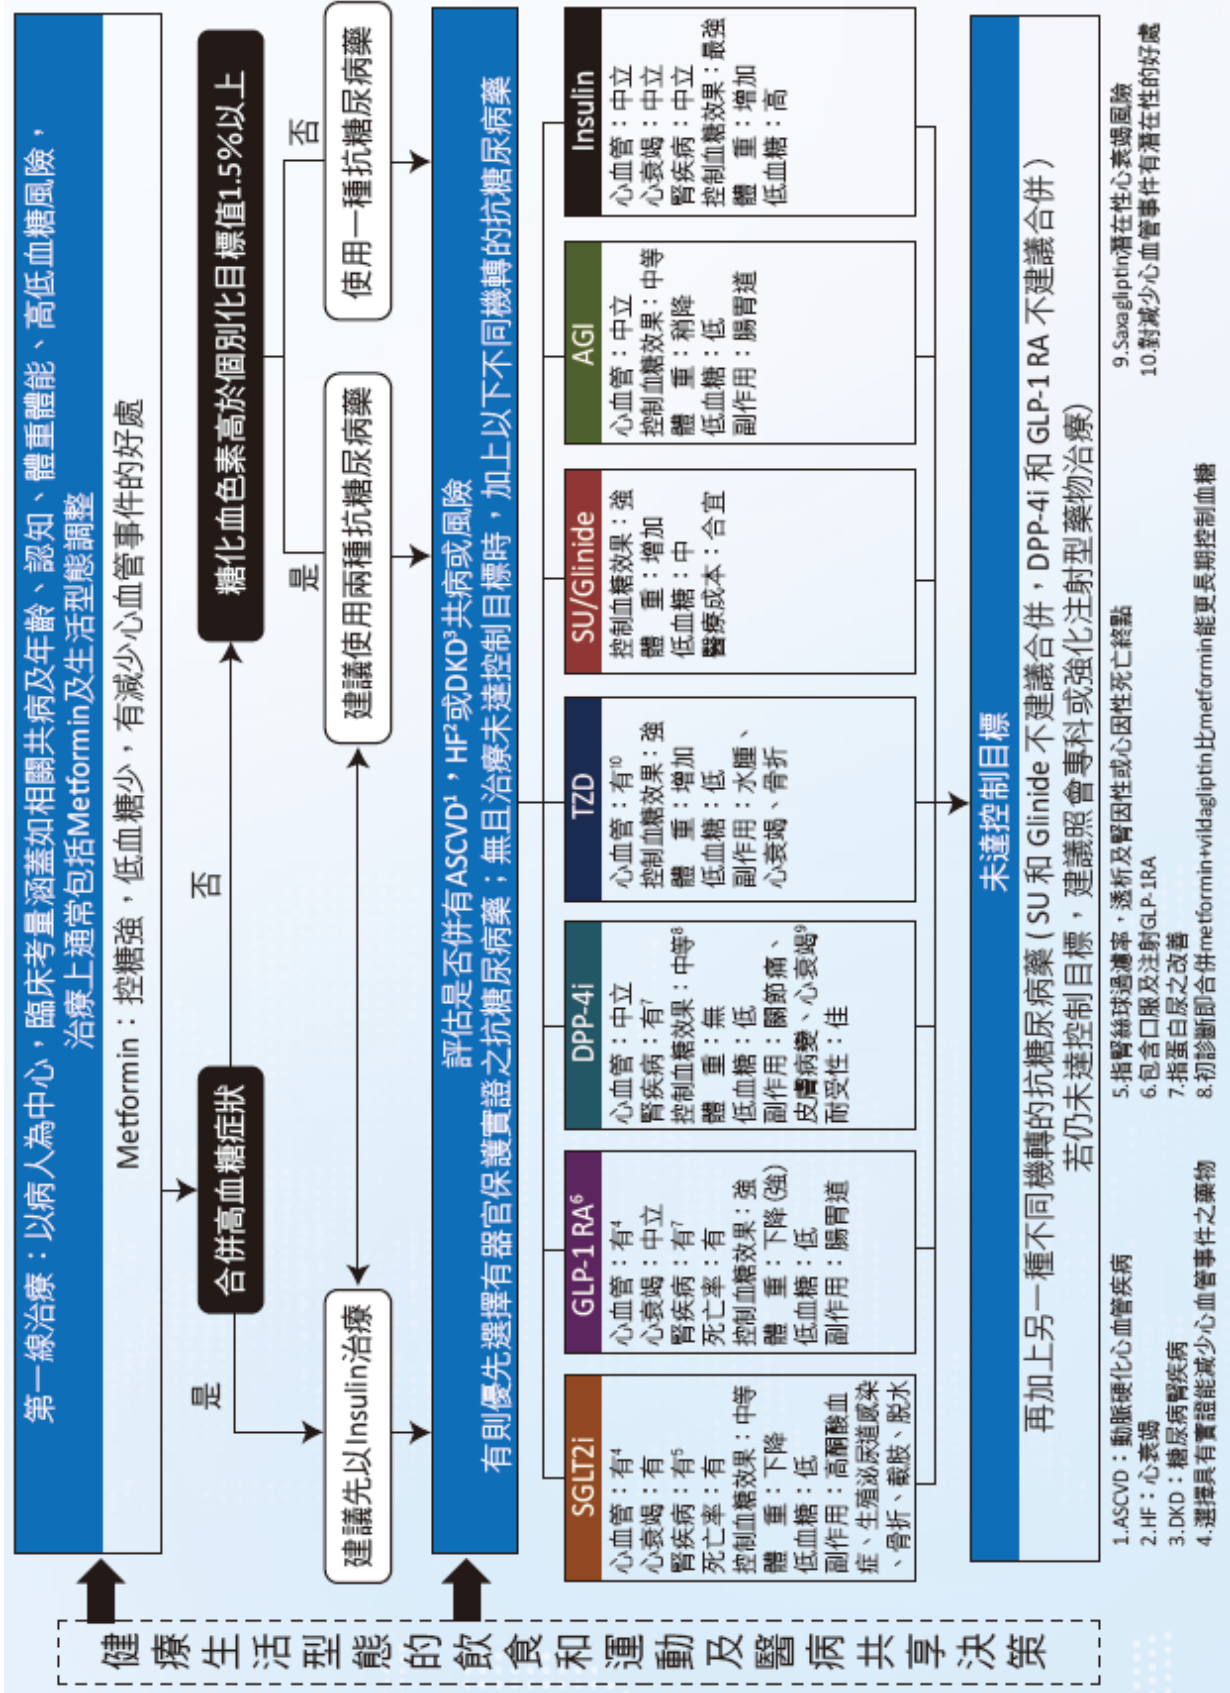 健療生活型態的飲食和運動及醫病共享決策
第一線治療：以病人為中心，臨床考量涵蓋如相關共病及年齡、認知、體重體能、高低血糖風險，
治療上通常包括Metformin及生活型態調整
Metformin：控糖強，低血糖少，有減少心血管事件的好處
合併高血糖症狀
是
否
糖化血色素高於個別化目標值1.5%以上
是
否
建議先以Insulin治療
建議使用兩種抗糖尿病藥
使用一種抗糖尿病藥
評估是否併有ASCVD¹，HF²或DKD³共病或風險
有則優先選擇有器官保護實證之抗糖尿病藥；無且治療未達控制目標時，加上以下不同機轉的抗糖尿病藥
SGLT2i
心血管：有⁴
心衰竭：有
腎疾病：有⁵
死亡率：有
控制血糖效果：中等
體　重：下降
低血糖：低
副作用：高酮酸血
症、生殖泌尿道感染
、骨折、截肢、脫水
GLP-1 RA⁶
心血管：有⁴
心衰竭：中立
腎疾病：有⁷
死亡率：有
控制血糖效果：強
體　重：下降(強)
低血糖：低
副作用：腸胃道
DPP-4i
心血管：中立
腎疾病：有⁷
控制血糖效果：中等⁸
體　重：無
低血糖：低
副作用：關節痛、
皮膚病變、心衰竭⁹
耐受性：佳
TZD
心血管：有¹⁰
控制血糖效果：強
體　重：增加
低血糖：低
副作用：水腫、
心衰竭、骨折
SU/Glinide
控制血糖效果：強
體　重：增加
低血糖：中
醫療成本：合宜
AGI
心血管：中立
控制血糖效果：中等
體　重：稍降
低血糖：低
副作用：腸胃道
Insulin
心血管：中立
心衰竭：中立
腎疾病：中立
控制血糖效果：最強
體　重：增加
低血糖：高
未達控制目標
再加上另一種不同機轉的抗糖尿病藥 ( SU 和 Glinide 不建議合併，DPP-4i 和 GLP-1 RA 不建議合併 )
若仍未達控制目標，建議照會專科或強化注射型藥物治療)
1.ASCVD：動脈硬化心血管疾病
2.HF：心衰竭
3.DKD：糖尿病腎疾病
4.選擇具有實證能減少心血管事件之藥物
5.指腎絲球過濾率，透析及腎因性或心因性死亡終點
6.包含口服及注射GLP-1RA
7.指蛋白尿之改善
8.初診斷即合併metformin+vildagliptin比metformin能更長期控制血糖
9.Saxagliptin潛在性心衰竭風險
10.對減少心血管事件有潛在性的好處